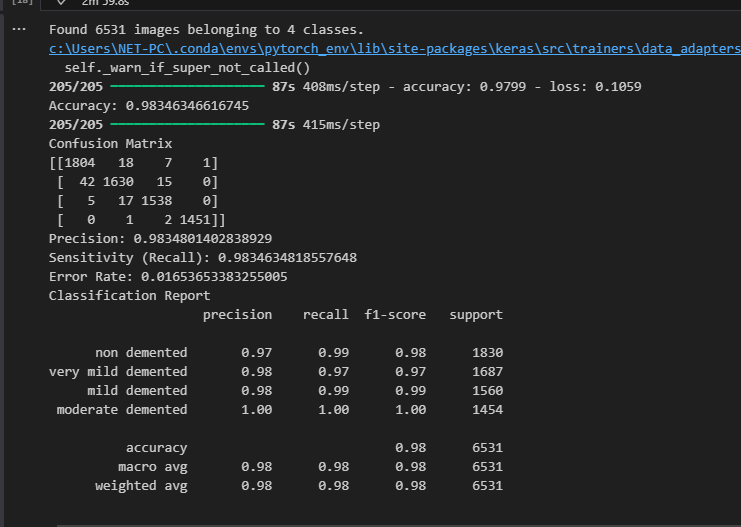 2m 59.8s
... Found 6531 images belonging to 4 classes.
c:\Users\NET-PC\.conda\envs\pytorch_env\lib\site-packages\keras\src\trainers\data_adapters
self._warn_if_super_not_called()
205/205 ━━━━━━━━━━━━━━━━━━━━ 87s 408ms/step - accuracy: 0.9799 - loss: 0.1059
Accuracy: 0.98346346616745
205/205 ━━━━━━━━━━━━━━━━━━━━ 87s 415ms/step
Confusion Matrix
[[1804 18 7 1]
[ 42 1630 15 0]
[ 5 17 1538 0]
[ 0 1 2 1451]]
Precision: 0.9834801402838929
Sensitivity (Recall): 0.9834634818557648
Error Rate: 0.01653653383255005
Classification Report
precision recall f1-score support
non demented 0.97 0.99 0.98 1830
very mild demented 0.98 0.97 0.97 1687
mild demented 0.98 0.99 0.99 1560
moderate demented 1.00 1.00 1.00 1454
accuracy 0.98 6531
macro avg 0.98 0.98 0.98 6531
weighted avg 0.98 0.98 0.98 6531